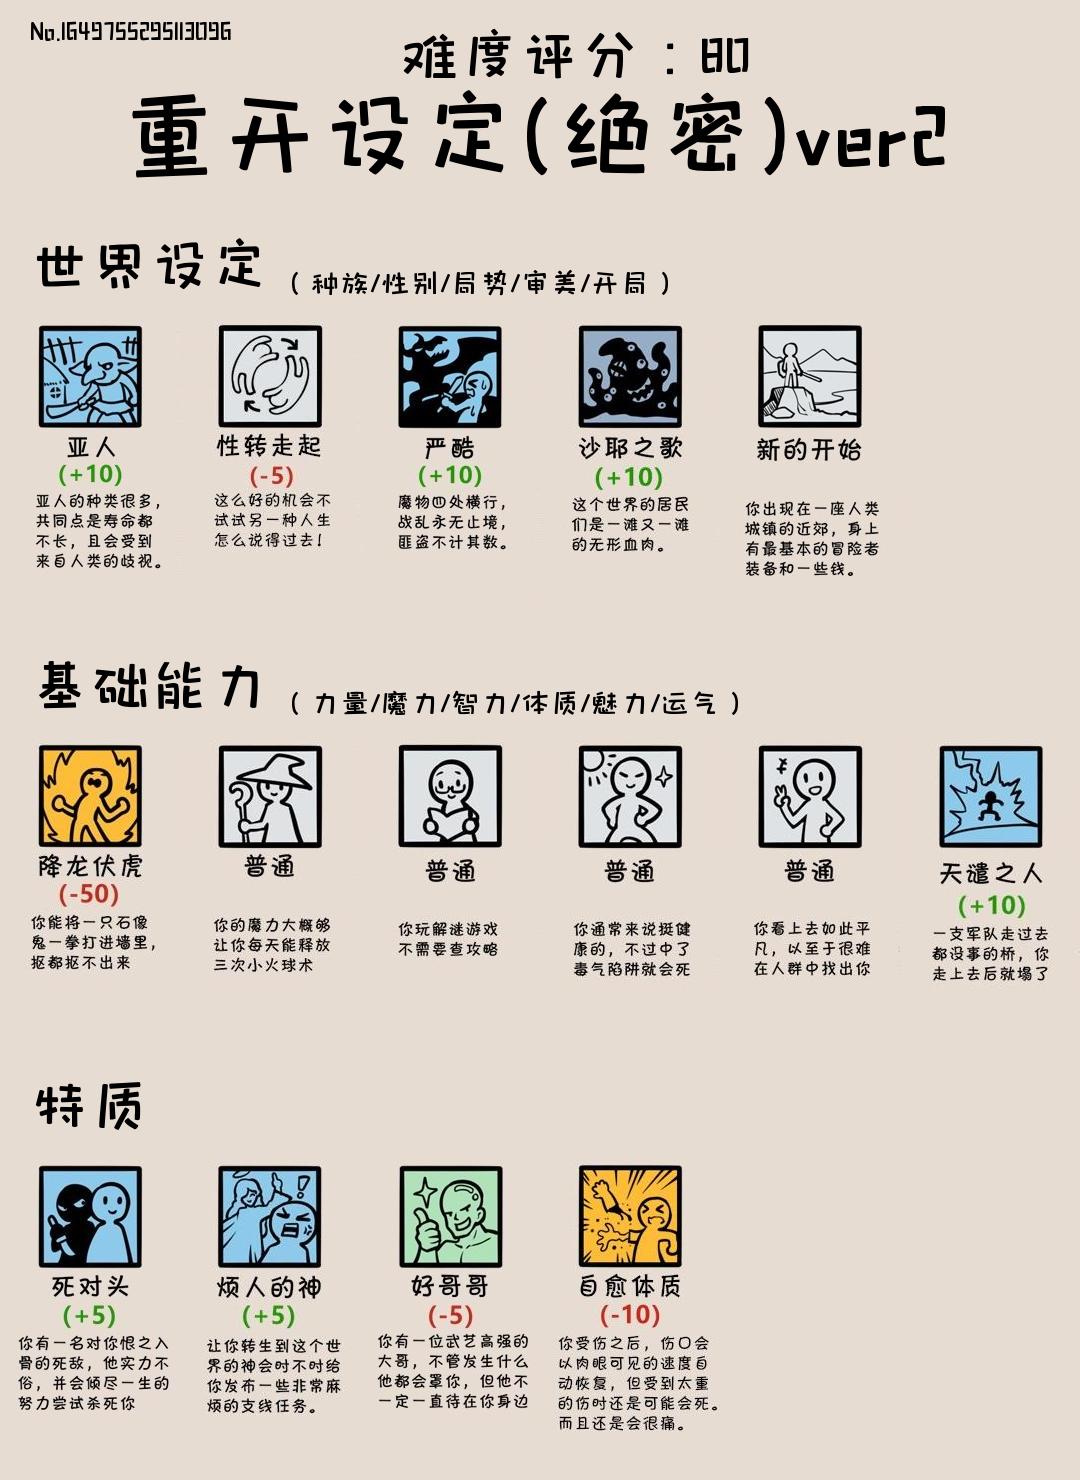 No.1649755295113096
难度评分：80
重开设定(绝密)ver2
世界设定 （种族/性别/局势/审美/开局）
亚人
(+10)
亚人的种类很多，
共同点是寿命都
不长，且会受到
来自人类的歧视。
性转走起
(-5)
这么好的机会不
试试另一种人生
怎么说得过去！
严酷
(+10)
魔物四处横行，
战乱永无止境，
匪盗不计其数。
沙耶之歌
(+10)
这个世界的居民
们是一滩又一滩
的无形血肉。
新的开始
你出现在一座人类
城镇的近郊，身上
有最基本的冒险者
装备和一些钱。
基础能力 （力量/魔力/智力/体质/魅力/运气）
降龙伏虎
(-50)
你能将一只石像
鬼一拳打进墙里，
抠都抠不出来
普通
你的魔力大概够
让你每天能释放
三次小火球术
普通
你玩解谜游戏
不需要查攻略
普通
你通常来说挺健
康的，不过中了
毒气陷阱就会死
普通
你看上去如此平
凡，以至于很难
在人群中找出你
天谴之人
(+10)
一支军队走过去
都没事的桥，你
走上去后就塌了
特质
死对头
(+5)
你有一名对你恨之入
骨的死敌，他实力不
俗，并会倾尽一生的
努力尝试杀死你
烦人的神
(+5)
让你转生到这个世
界的神会时不时给
你发布一些非常麻
烦的支线任务。
好哥哥
(-5)
你有一位武艺高强的
大哥，不管发生什么
他都会罩你，但他不
一定一直待在你身边
自愈体质
(-10)
你受伤之后，伤口会
以肉眼可见的速度自
动恢复，但受到太重
的伤时还是可能会死。
而且还是会很痛。